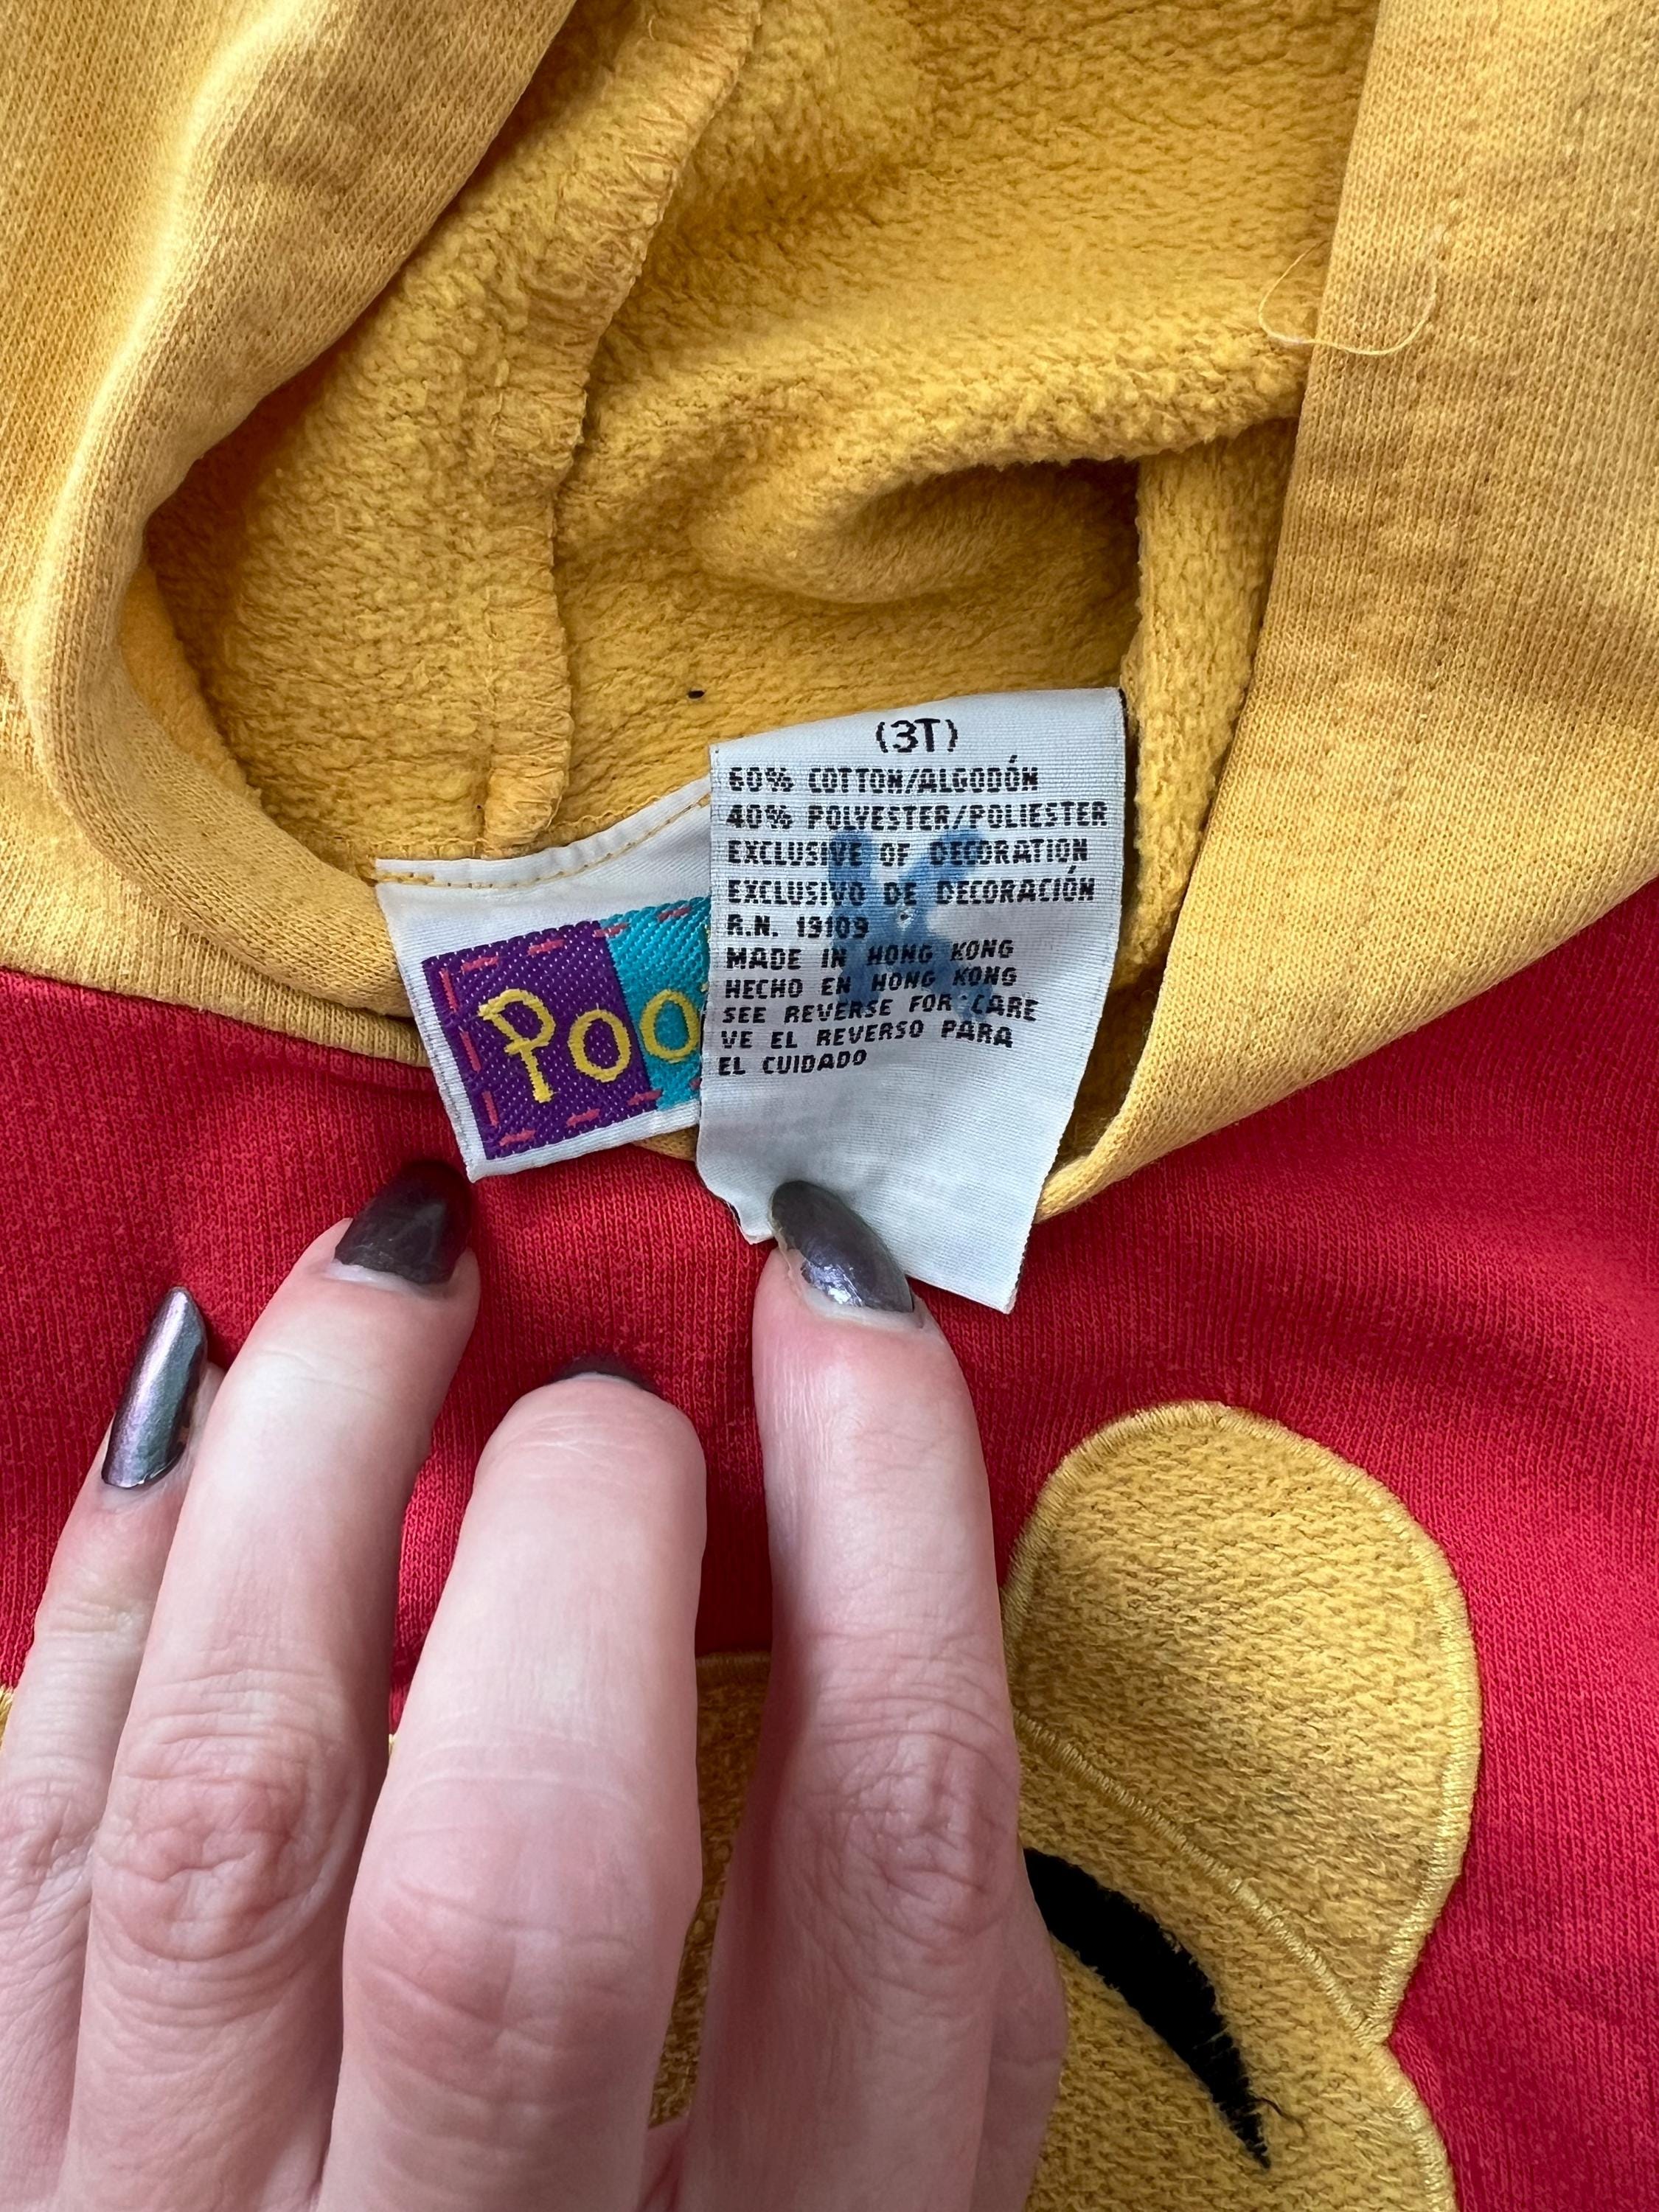 Poo
(3T)
60% COTTON/ALGODÓN
40% POLYESTER/POLIESTER
EXCLUSIVE OF DECORATION
EXCLUSIVO DE DECORACIÓN
R.N. 19109
MADE IN HONG KONG
HECHO EN HONG KONG
SEE REVERSE FOR CARE
VE EL REVERSO PARA
EL CUIDADO